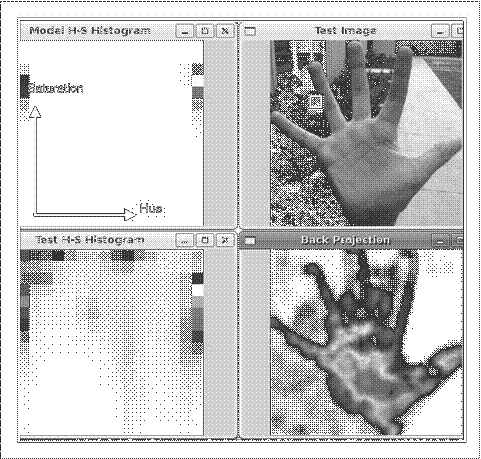 Model H-S Histogram
Test Image
Saturation
Hue
Test H-S Histogram
Back Projection